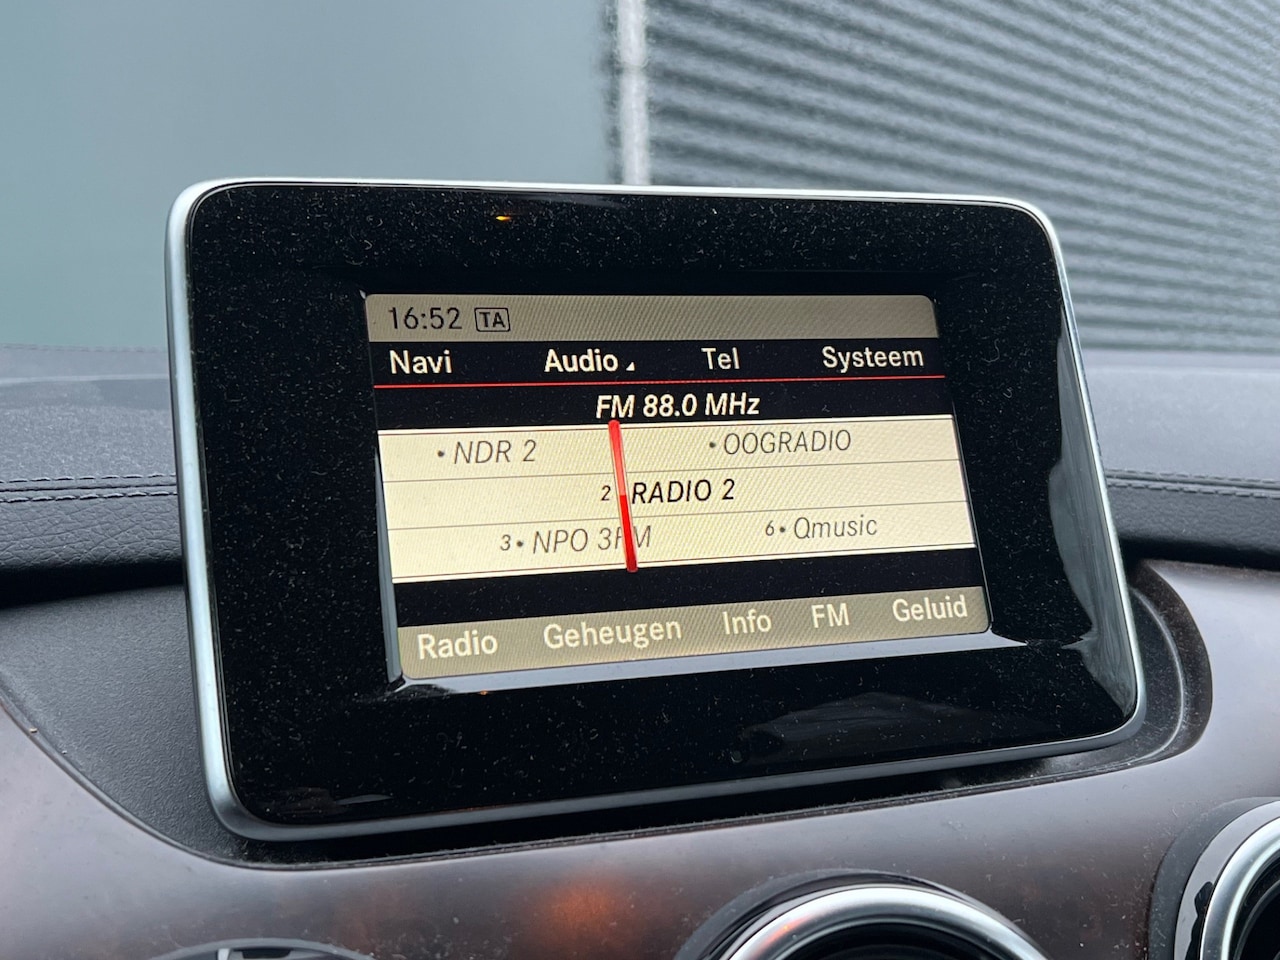 16:52 TA
Navi Audio Tel Systeem
FM 88.0 MHz
• NDR 2 • OOGRADIO
2 RADIO 2
3• NPO 3FM 6• Qmusic
Radio Geheugen Info FM Geluid